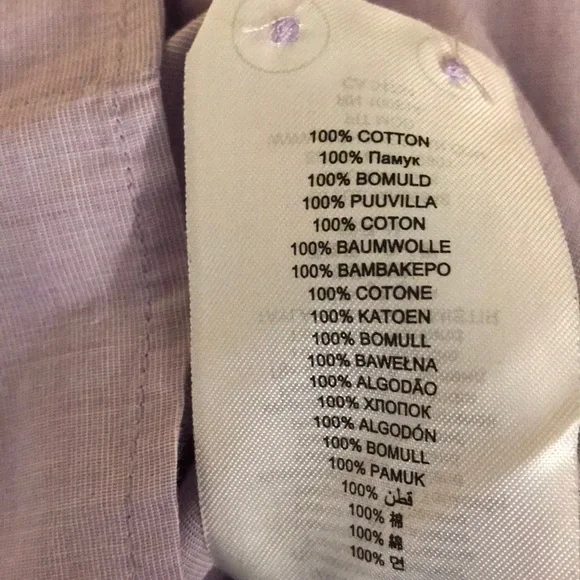 100% COTTON
100% Памук
100% BOMULD
100% PUUVILLA
100% COTON
100% BAUMWOLLE
100% BAMBAKEPO
100% COTONE
100% KATOEN
100% BOMULL
100% BAWEŁNA
100% ALGODÃO
100% ХЛОПОК
100% ALGODÓN
100% BOMULL
100% PAMUK
100% قطن
100% 棉
100% 綿
100% 면